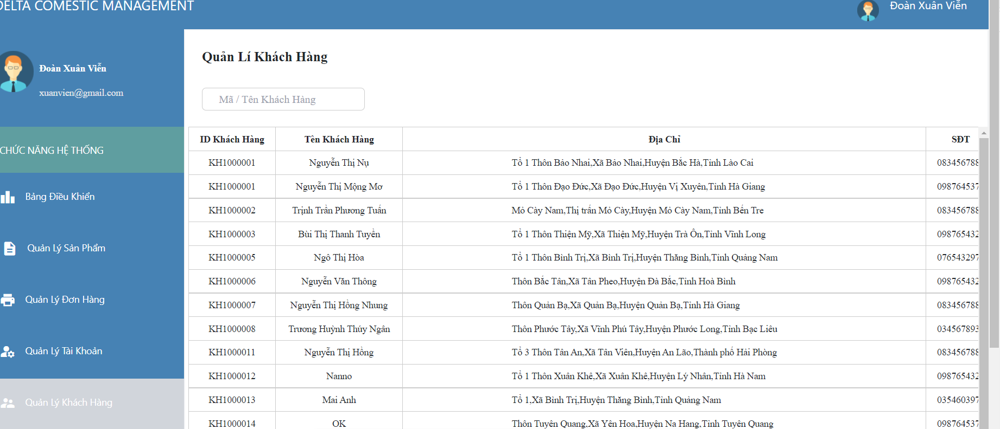 DELTA COMESTIC MANAGEMENT
Đoàn Xuân Viễn
Đoàn Xuân Viễn
xuanvien@gmail.com
CHỨC NĂNG HỆ THỐNG
Bảng Điều Khiển
Quản Lý Sản Phẩm
Quản Lý Đơn Hàng
Quản Lý Tài Khoản
Quản Lý Khách Hàng
Quản Lí Khách Hàng
Mã / Tên Khách Hàng
ID Khách Hàng Tên Khách Hàng Địa Chỉ SĐT
KH1000001 Nguyễn Thị Nụ Tổ 1 Thôn Bảo Nhai,Xã Bảo Nhai,Huyện Bắc Hà,Tỉnh Lào Cai 083456788
KH1000001 Nguyễn Thị Mộng Mơ Tổ 1 Thôn Đạo Đức,Xã Đạo Đức,Huyện Vị Xuyên,Tỉnh Hà Giang 098764537
KH1000002 Trịnh Trần Phương Tuấn Mỏ Cày Nam,Thị trấn Mỏ Cày,Huyện Mỏ Cày Nam,Tỉnh Bến Tre 083456788
KH1000003 Bùi Thị Thanh Tuyền Tổ 1 Thôn Thiện Mỹ,Xã Thiện Mỹ,Huyện Trà Ôn,Tỉnh Vĩnh Long 098765432
KH1000005 Ngô Thị Hòa Tổ 1 Thôn Bình Trị,Xã Bình Trị,Huyện Thăng Bình,Tỉnh Quảng Nam 076543297
KH1000006 Nguyễn Văn Thông Thôn Bắc Tân,Xã Tân Pheo,Huyện Đà Bắc,Tỉnh Hoà Bình 098765432
KH1000007 Nguyễn Thị Hồng Nhung Thôn Quản Bạ,Xã Quản Bạ,Huyện Quản Bạ,Tỉnh Hà Giang 083456788
KH1000008 Trương Huỳnh Thúy Ngân Thôn Phước Tây,Xã Vĩnh Phú Tây,Huyện Phước Long,Tỉnh Bạc Liêu 034567893
KH1000011 Nguyễn Thị Hồng Tổ 3 Thôn Tân An,Xã Tân Viên,Huyện An Lão,Thành phố Hải Phòng 083456788
KH1000012 Nanno Tổ 1 Thôn Xuân Khê,Xã Xuân Khê,Huyện Lý Nhân,Tỉnh Hà Nam 098765432
KH1000013 Mai Anh Tổ 1,Xã Bình Trị,Huyện Thăng Bình,Tỉnh Quảng Nam 035460397
KH1000014 OK Thôn Tuyên Quang,Xã Yên Hoa,Huyện Na Hang,Tỉnh Tuyên Quang 098764537